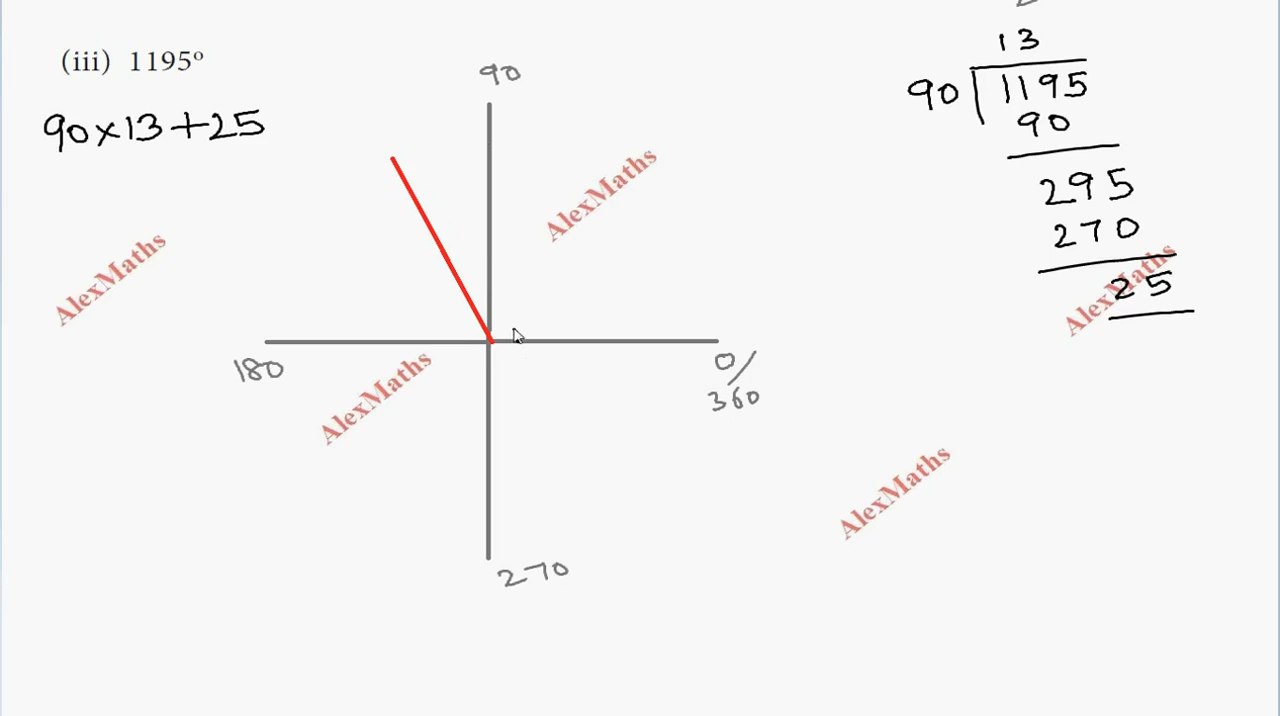 (iii) 1195°
90×13+25
90
180
0/
360
270
13
90 1195
90
295
270
25
AlexMaths
AlexMaths
AlexMaths
AlexMaths
AlexMaths